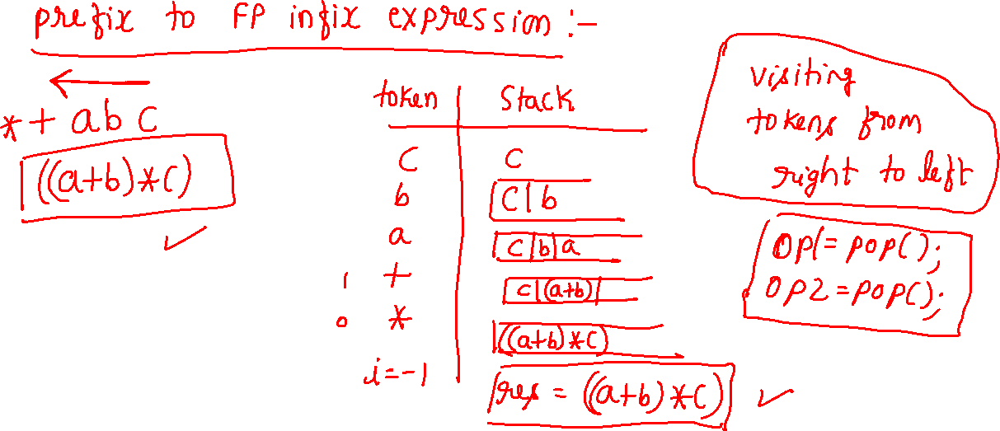 prefix to FP infix expression :-
* + a b c
((a+b)*c)
token | Stack
c | c
b | c|b
a | c|b|a
1 + | c|(a+b)|
0 * | ((a+b)*c)
i=-1
res = ((a+b)*c)
visiting
tokens from
right to left
op1=pop();
op2=pop();